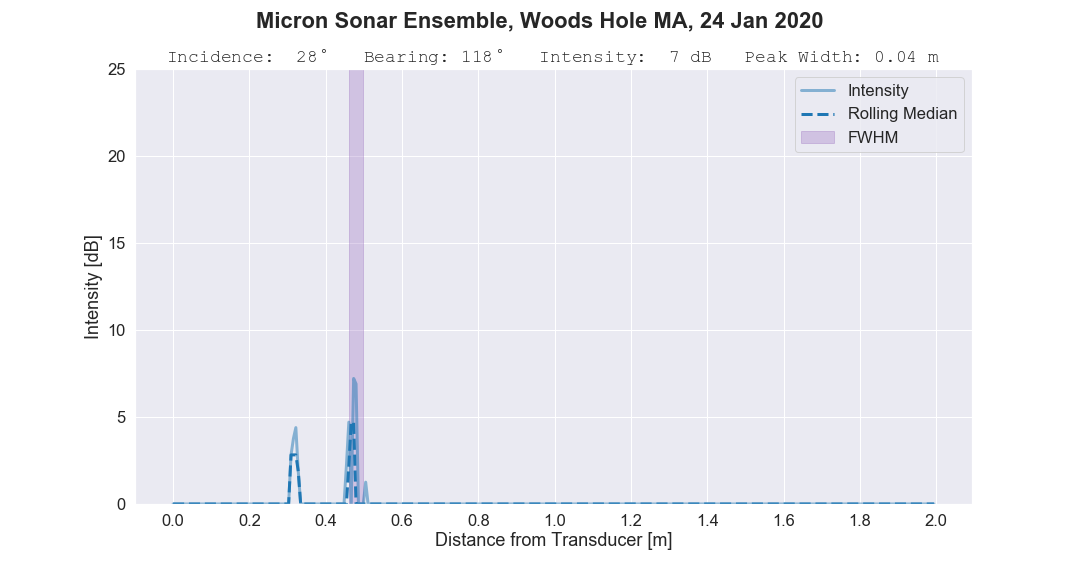 Micron Sonar Ensemble, Woods Hole MA, 24 Jan 2020
Incidence:  28˚   Bearing: 118˚   Intensity:  7 dB   Peak Width: 0.04 m
25
20
15
10
5
0
Intensity [dB]
Intensity
Rolling Median
FWHM
0.0 0.2 0.4 0.6 0.8 1.0 1.2 1.4 1.6 1.8 2.0
Distance from Transducer [m]